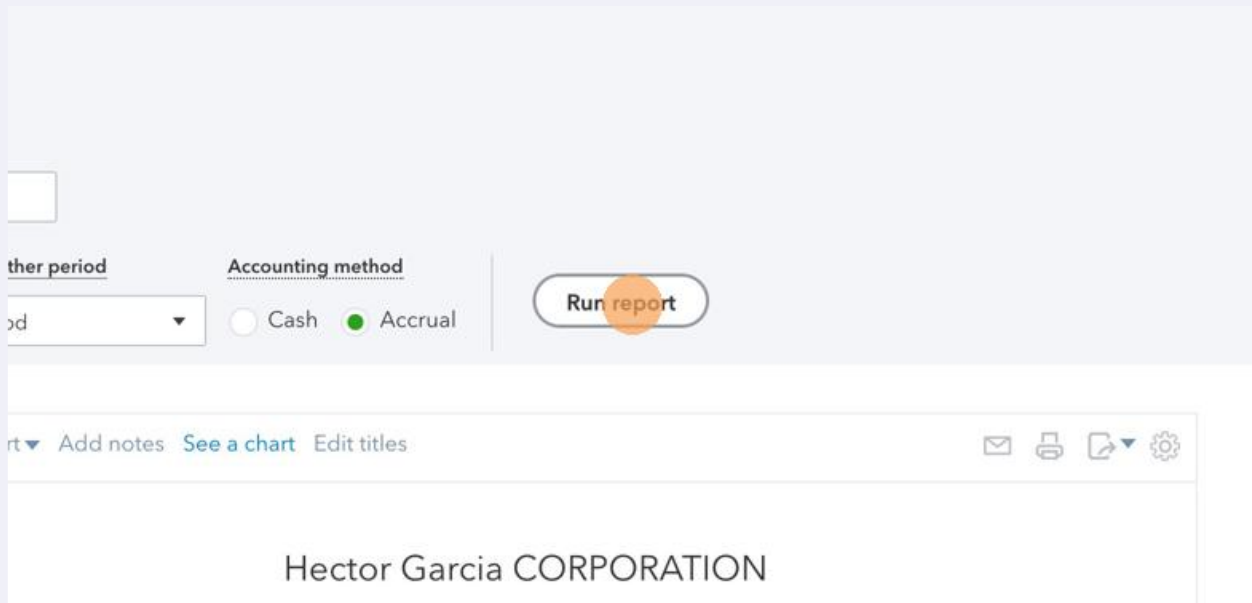 ther period Accounting method
od Cash Accrual Run report
rt Add notes See a chart Edit titles
Hector Garcia CORPORATION